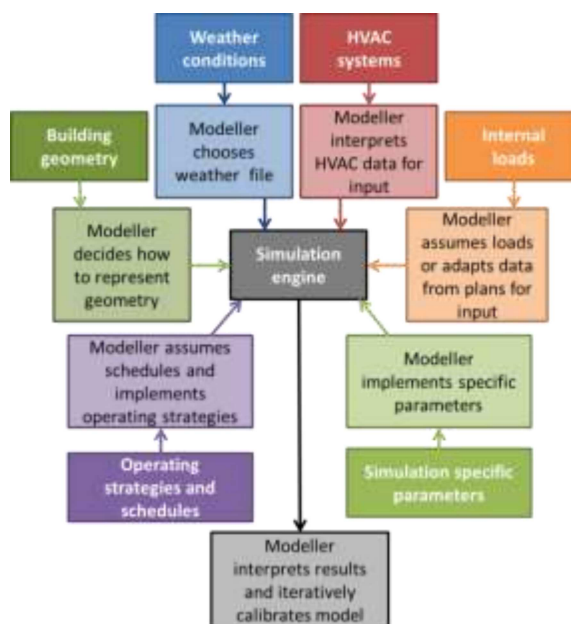 Weather
conditions
HVAC
systems
Building
geometry
Modeller
chooses
weather file
Modeller
interprets
HVAC data for
input
Internal
loads
Modeller
decides how
to represent
geometry
Simulation
engine
Modeller
assumes loads
or adapts data
from plans for
input
Modeller assumes
schedules and
implements
operating strategies
Modeller
implements specific
parameters
Operating
strategies and
schedules
Simulation specific
parameters
Modeller
interprets results
and iteratively
calibrates model